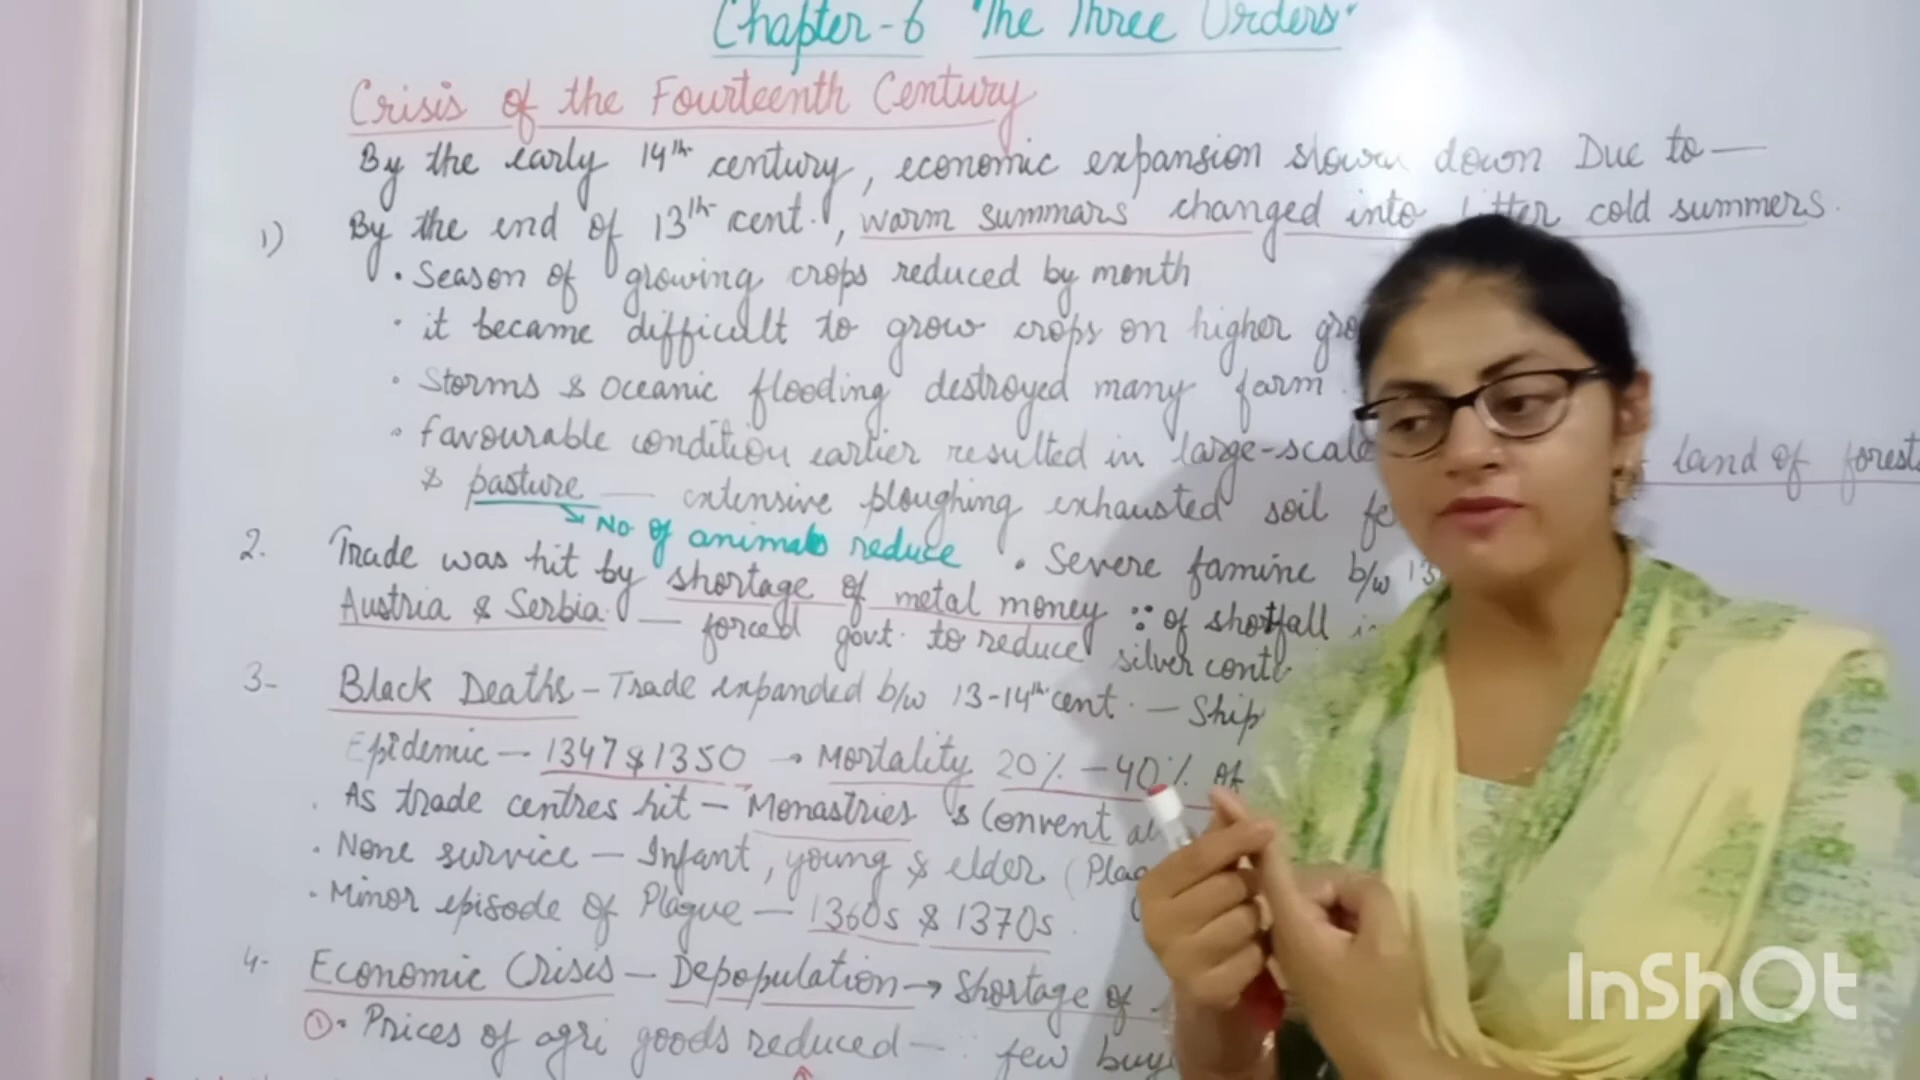 Chapter-6 "The Three Orders"
Crisis of the Fourteenth Century
By the early 14th century, economic expansion slown down Due to —
1) By the end of 13th cent., warm summars changed into cold summers.
• Season of growing crops reduced by month
• it became difficult to grow crops on higher
• Storms & Oceanic flooding destroyed many farm.
• favourable condition earlier resulted in large-scale land of forests
& pasture — extensive ploughing exhausted soil
↘ No of animals reduce • Severe famine b/w
2. Trade was hit by shortage of metal money ∵ of shortfall
Austria & Serbia — forced govt. to reduce silver
3- Black Deaths – Trade expanded b/w 13-14th cent. – Ship
Epidemic – 1347 & 1350 → Mortality 20% – 40% of
. As trade centres hit – Monastries & Convent
. None survice – Infant, young & elder
. Minor episode of Plague – 1360s & 1370s.
4- Economic Crisis – Depopulation → Shortage of
① • Prices of agri goods reduced – ∵ few
InShOt